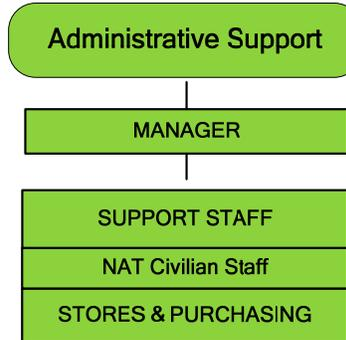 Administrative Support
MANAGER
SUPPORT STAFF
NAT Civilian Staff
STORES & PURCHASING